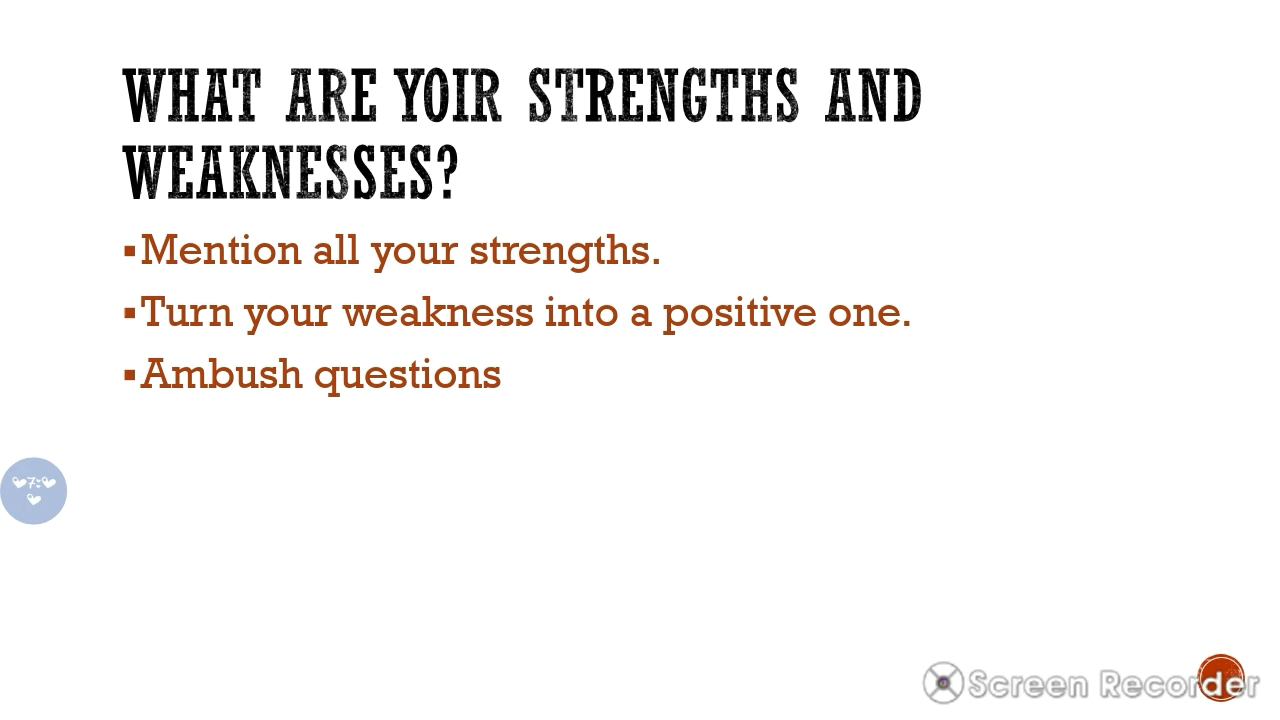 WHAT ARE YOIR STRENGTHS AND
WEAKNESSES?
▪Mention all your strengths.
▪Turn your weakness into a positive one.
▪Ambush questions
Screen Recorder